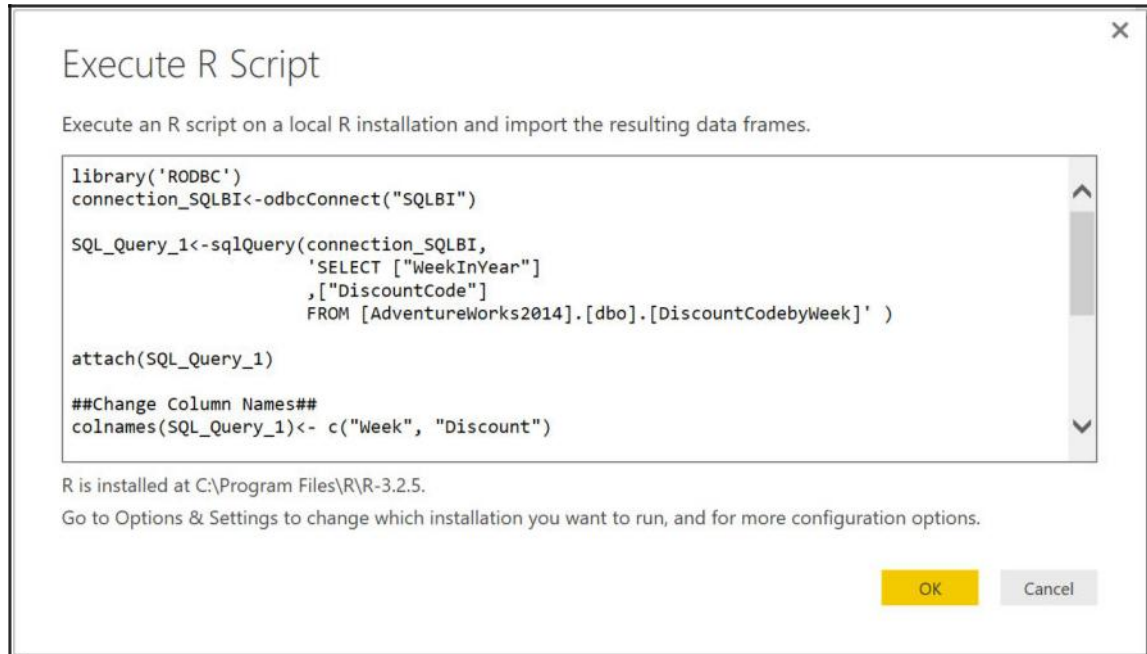 Execute R Script
Execute an R script on a local R installation and import the resulting data frames.
library('RODBC')
connection_SQLBI<-odbcConnect("SQLBI")
SQL_Query_1<-sqlQuery(connection_SQLBI,
'SELECT ["WeekInYear"]
,["DiscountCode"]
FROM [AdventureWorks2014].[dbo].[DiscountCodebyWeek]' )
attach(SQL_Query_1)
##Change Column Names##
colnames(SQL_Query_1)<- c("Week", "Discount")
R is installed at C:\Program Files\R\R-3.2.5.
Go to Options & Settings to change which installation you want to run, and for more configuration options.
OK Cancel